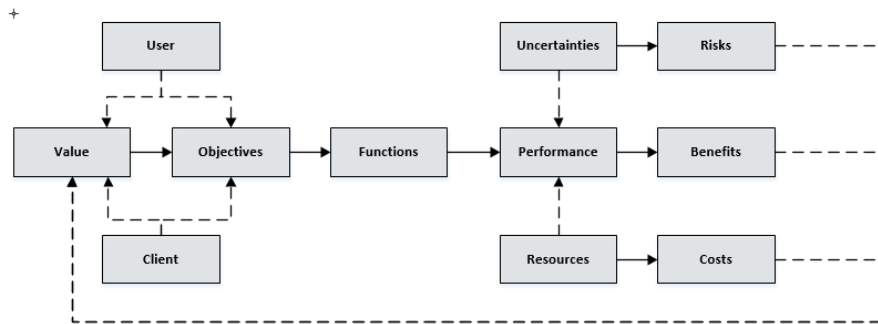 User
Uncertainties
Risks
Value
Objectives
Functions
Performance
Benefits
Client
Resources
Costs